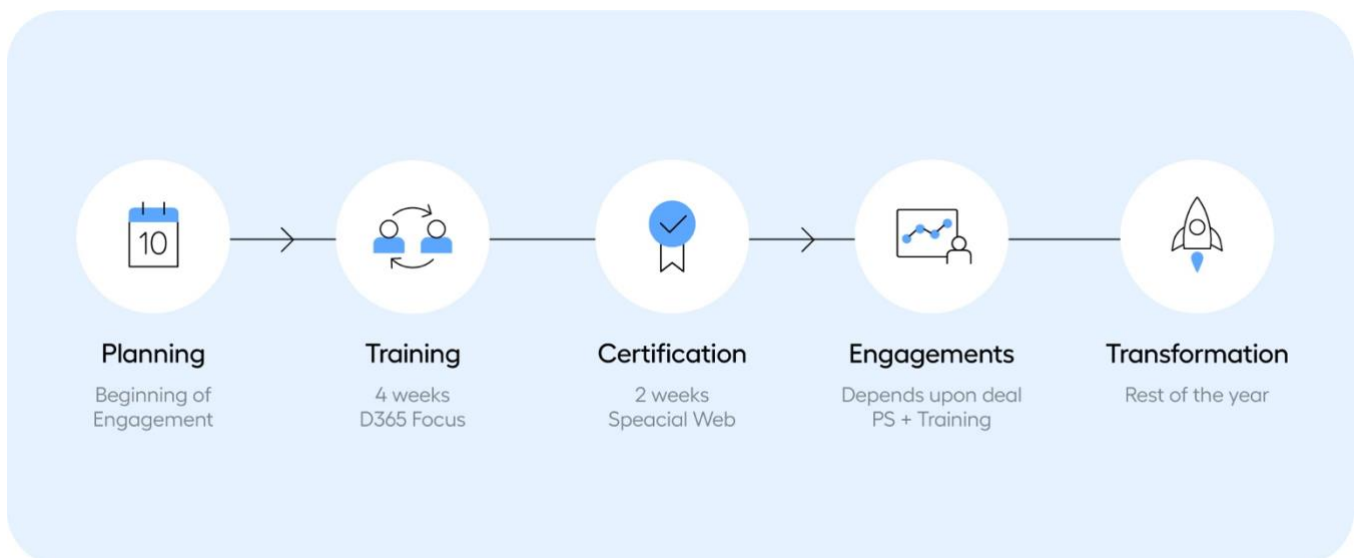 10
Planning
Beginning of
Engagement
Training
4 weeks
D365 Focus
Certification
2 weeks
Speacial Web
Engagements
Depends upon deal
PS + Training
Transformation
Rest of the year